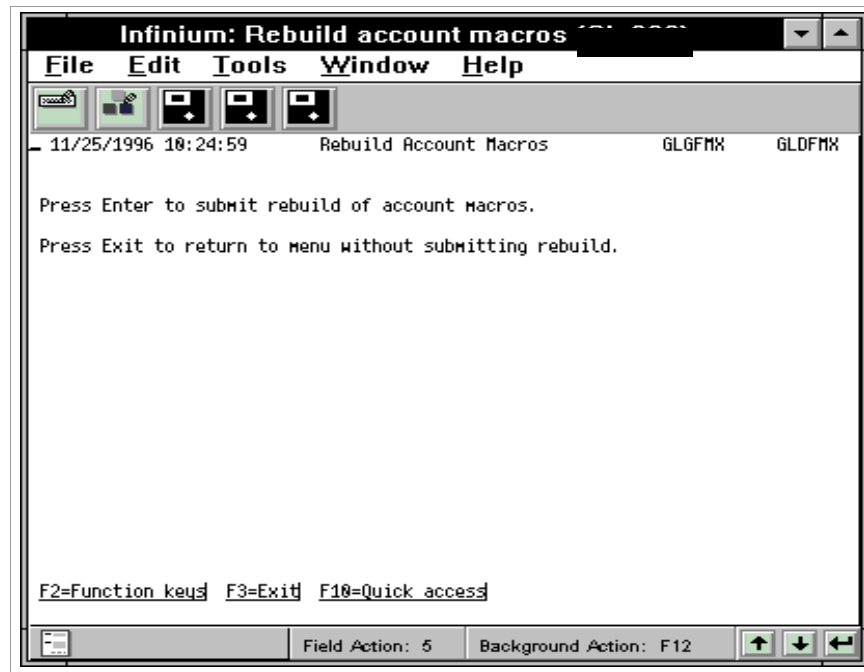 Infinium: Rebuild account macros
File Edit Tools Window Help
11/25/1996 10:24:59 Rebuild Account Macros GLGFMX GLDFMX
Press Enter to submit rebuild of account macros.
Press Exit to return to menu without submitting rebuild.
F2=Function keys F3=Exit F10=Quick access
Field Action: 5 Background Action: F12